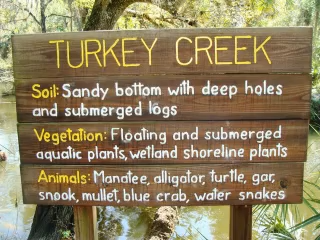 TURKEY CREEK
Soil: Sandy bottom with deep holes
and submerged logs
Vegetation: Floating and submerged
aquatic plants, wetland shoreline plants
Animals: Manatee, alligator, turtle, gar,
snook, mullet, blue crab, water snakes